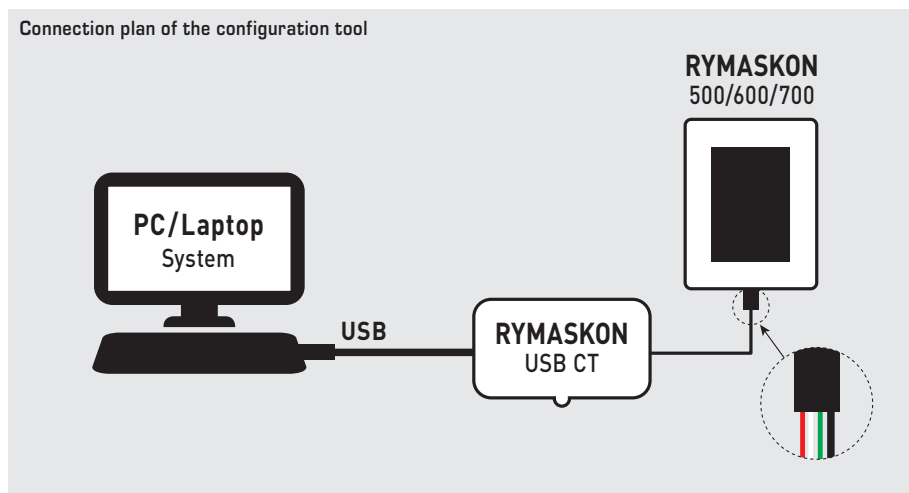 Connection plan of the configuration tool
RYMASKON
500/600/700
PC/Laptop
System
USB
RYMASKON
USB CT